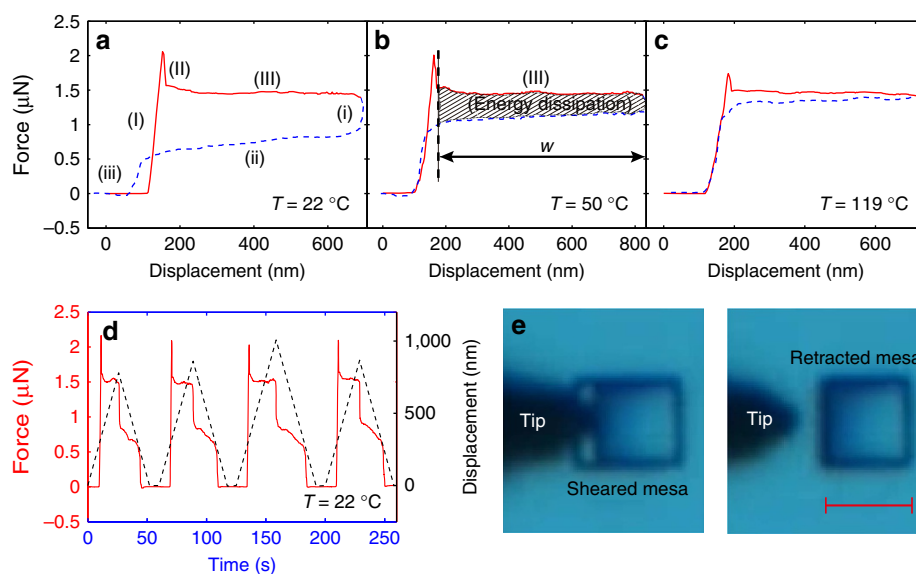 a
b
c
Force (μN)
2.5
2
1.5
1
0.5
0
−0.5
(I)
(II)
(III)
(i)
(ii)
(iii)
T = 22 °C
(III)
(Energy dissipation)
w
T = 50 °C
T = 119 °C
0 200 400 600
0 200 400 600 800
0 200 400 600
Displacement (nm)
Displacement (nm)
Displacement (nm)
d
Force (μN)
2.5
2
1.5
1
0.5
0
−0.5
1,000
500
0
Displacement (nm)
T = 22 °C
0 50 100 150 200 250
Time (s)
e
Tip
Sheared mesa
Retracted mesa
Tip